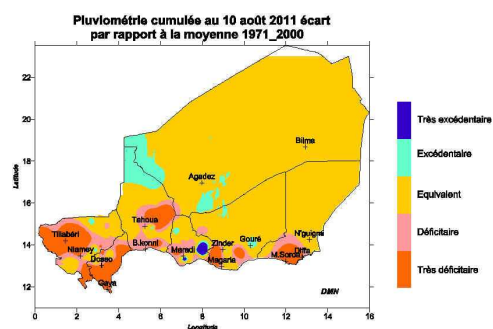 Pluviométrie cumulée au 10 août 2011 écart
par rapport à la moyenne 1971_2000
22
20
18
16
14
12
Latitude
0 2 4 6 8 10 12 14 16
Longitude
Bilma
Agadez
Tahoua
Tillabéri
Niamey
Dosso
Gaya
B.konni
Maradi
Zinder
Magaria
Gouré
N'guigmi
Diffa
M.Soroa
DMN
Très excédentaire
Excédentaire
Equivalent
Déficitaire
Très déficitaire